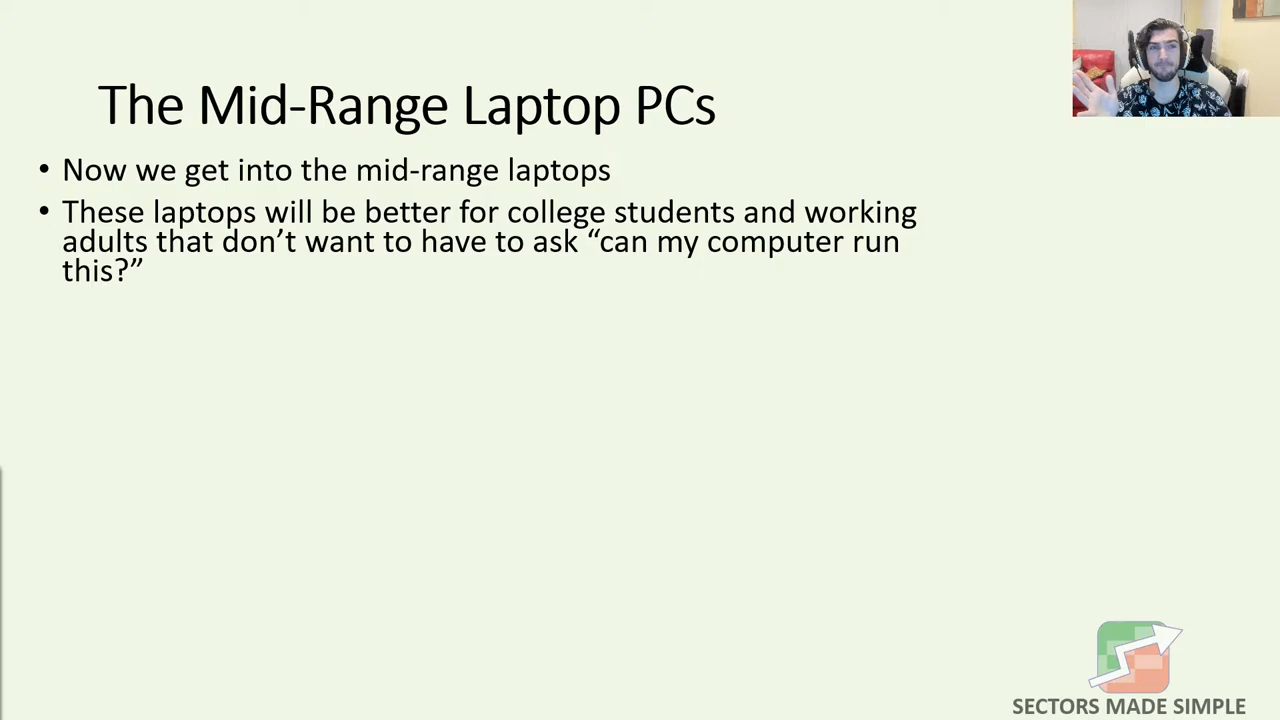 The Mid-Range Laptop PCs
• Now we get into the mid-range laptops
• These laptops will be better for college students and working
adults that don’t want to have to ask “can my computer run
this?”
SECTORS MADE SIMPLE